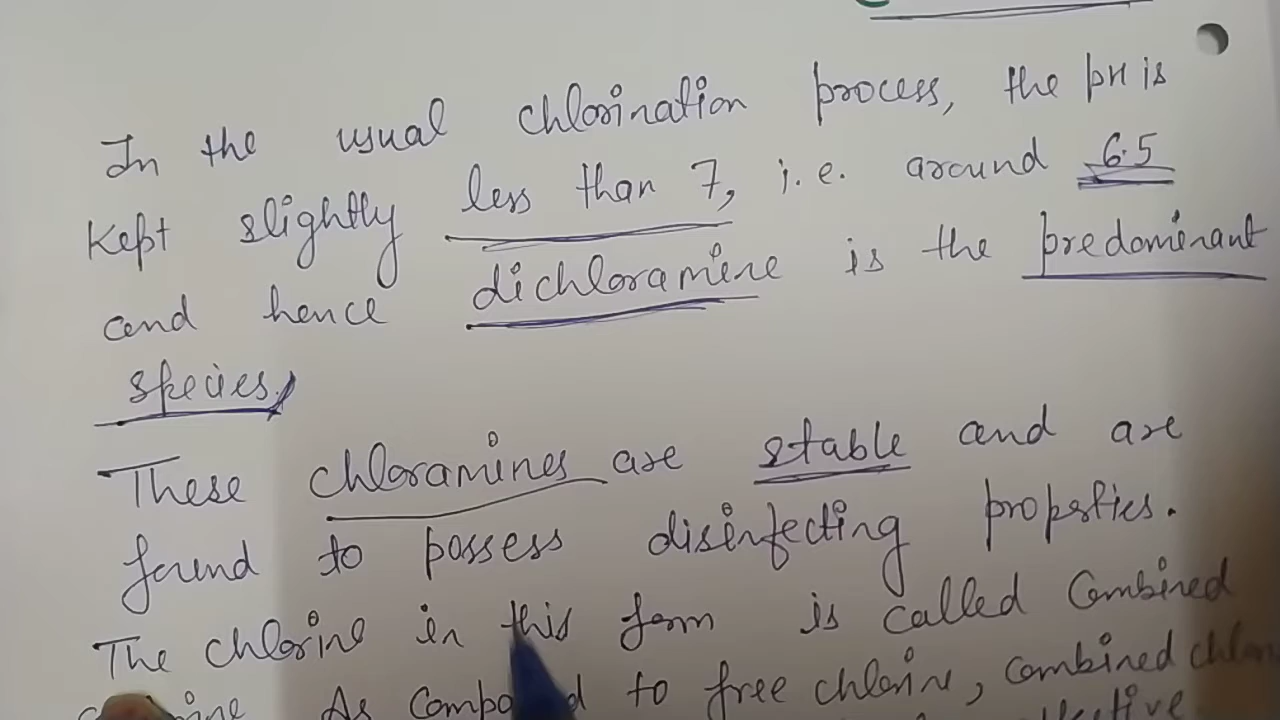 In the usual chlorination process, the pH is
kept slightly less than 7, i.e. around 6.5
and hence dichloramine is the predominant
species.
These chloramines are stable and are
found to possess disinfecting properties.
The chlorine in this form is called Combined
As compared to free chlorine, combined